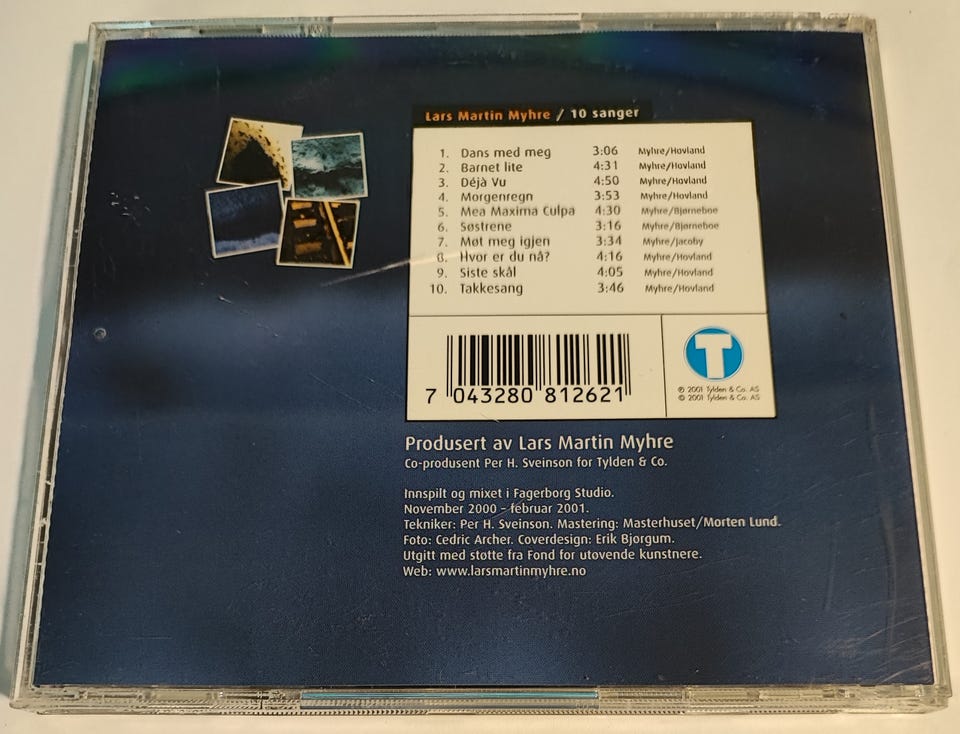 Lars Martin Myhre / 10 sanger
1. Dans med meg 3:06 Myhre/Hovland
2. Barnet lite 4:31 Myhre/Hovland
3. Déjà Vu 4:50 Myhre/Hovland
4. Morgenregn 3:53 Myhre/Hovland
5. Mea Maxima Culpa 4:30 Myhre/Bjørneboe
6. Søstrene 3:16 Myhre/Bjørneboe
7. Møt meg igjen 3:34 Myhre/Jacoby
8. Hvor er du nå? 4:16 Myhre/Hovland
9. Siste skål 4:05 Myhre/Hovland
10. Takkesang 3:46 Myhre/Hovland
7 043280 812621
T
℗ 2001 Tylden & Co. AS
© 2001 Tylden & Co. AS
Produsert av Lars Martin Myhre
Co-produsent Per H. Sveinson for Tylden & Co.
Innspilt og mixet i Fagerborg Studio.
November 2000 - februar 2001.
Tekniker: Per H. Sveinson. Mastering: Masterhuset/Morten Lund.
Foto: Cedric Archer. Coverdesign: Erik Bjørgum.
Utgitt med støtte fra Fond for utøvende kunstnere.
Web: www.larsmartinmyhre.no